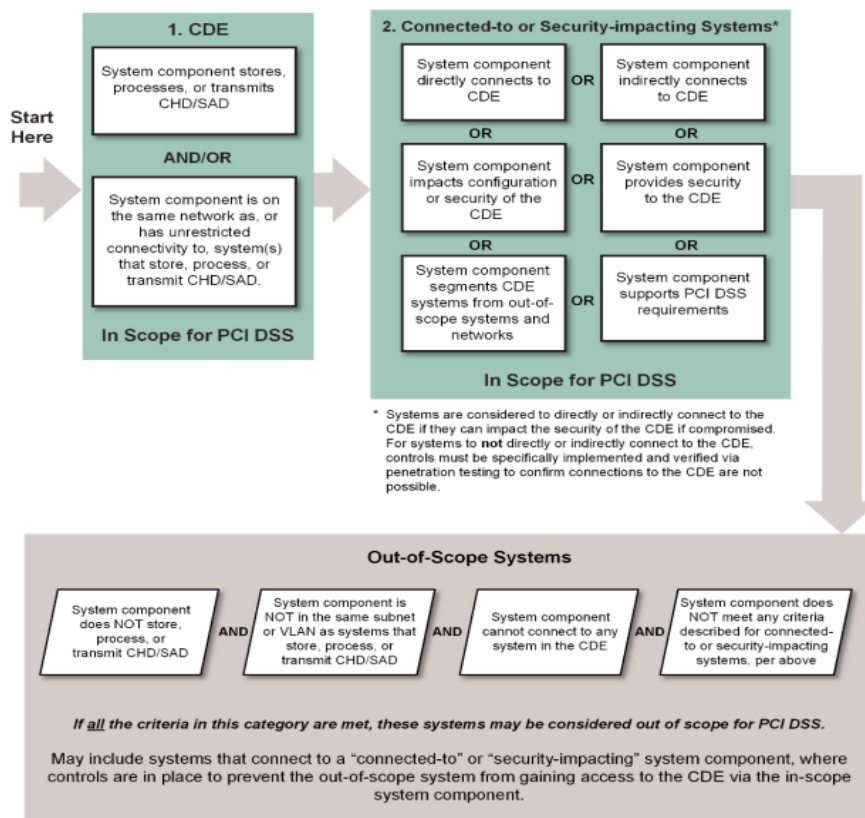 1. CDE
System component stores,
processes, or transmits
CHD/SAD
Start
Here
AND/OR
System component is on
the same network as, or
has unrestricted
connectivity to, system(s)
that store, process, or
transmit CHD/SAD.
In Scope for PCI DSS
2. Connected-to or Security-impacting Systems*
System component
directly connects to
CDE
OR
System component
indirectly connects
to CDE
OR
OR
System component
impacts configuration
or security of the
CDE
OR
System component
provides security
to the CDE
OR
OR
System component
segments CDE
systems from out-of-
scope systems and
networks
OR
System component
supports PCI DSS
requirements
In Scope for PCI DSS
* Systems are considered to directly or indirectly connect to the
CDE if they can impact the security of the CDE if compromised.
For systems to not directly or indirectly connect to the CDE,
controls must be specifically implemented and verified via
penetration testing to confirm connections to the CDE are not
possible.
Out-of-Scope Systems
System component
does NOT store,
process, or
transmit CHD/SAD
AND
System component is
NOT in the same subnet
or VLAN as systems that
store, process, or
transmit CHD/SAD
AND
System component
cannot connect to any
system in the CDE
AND
System component does
NOT meet any criteria
described for connected-
to or security-impacting
systems, per above
If all the criteria in this category are met, these systems may be considered out of scope for PCI DSS.
May include systems that connect to a “connected-to” or “security-impacting” system component, where
controls are in place to prevent the out-of-scope system from gaining access to the CDE via the in-scope
system component.